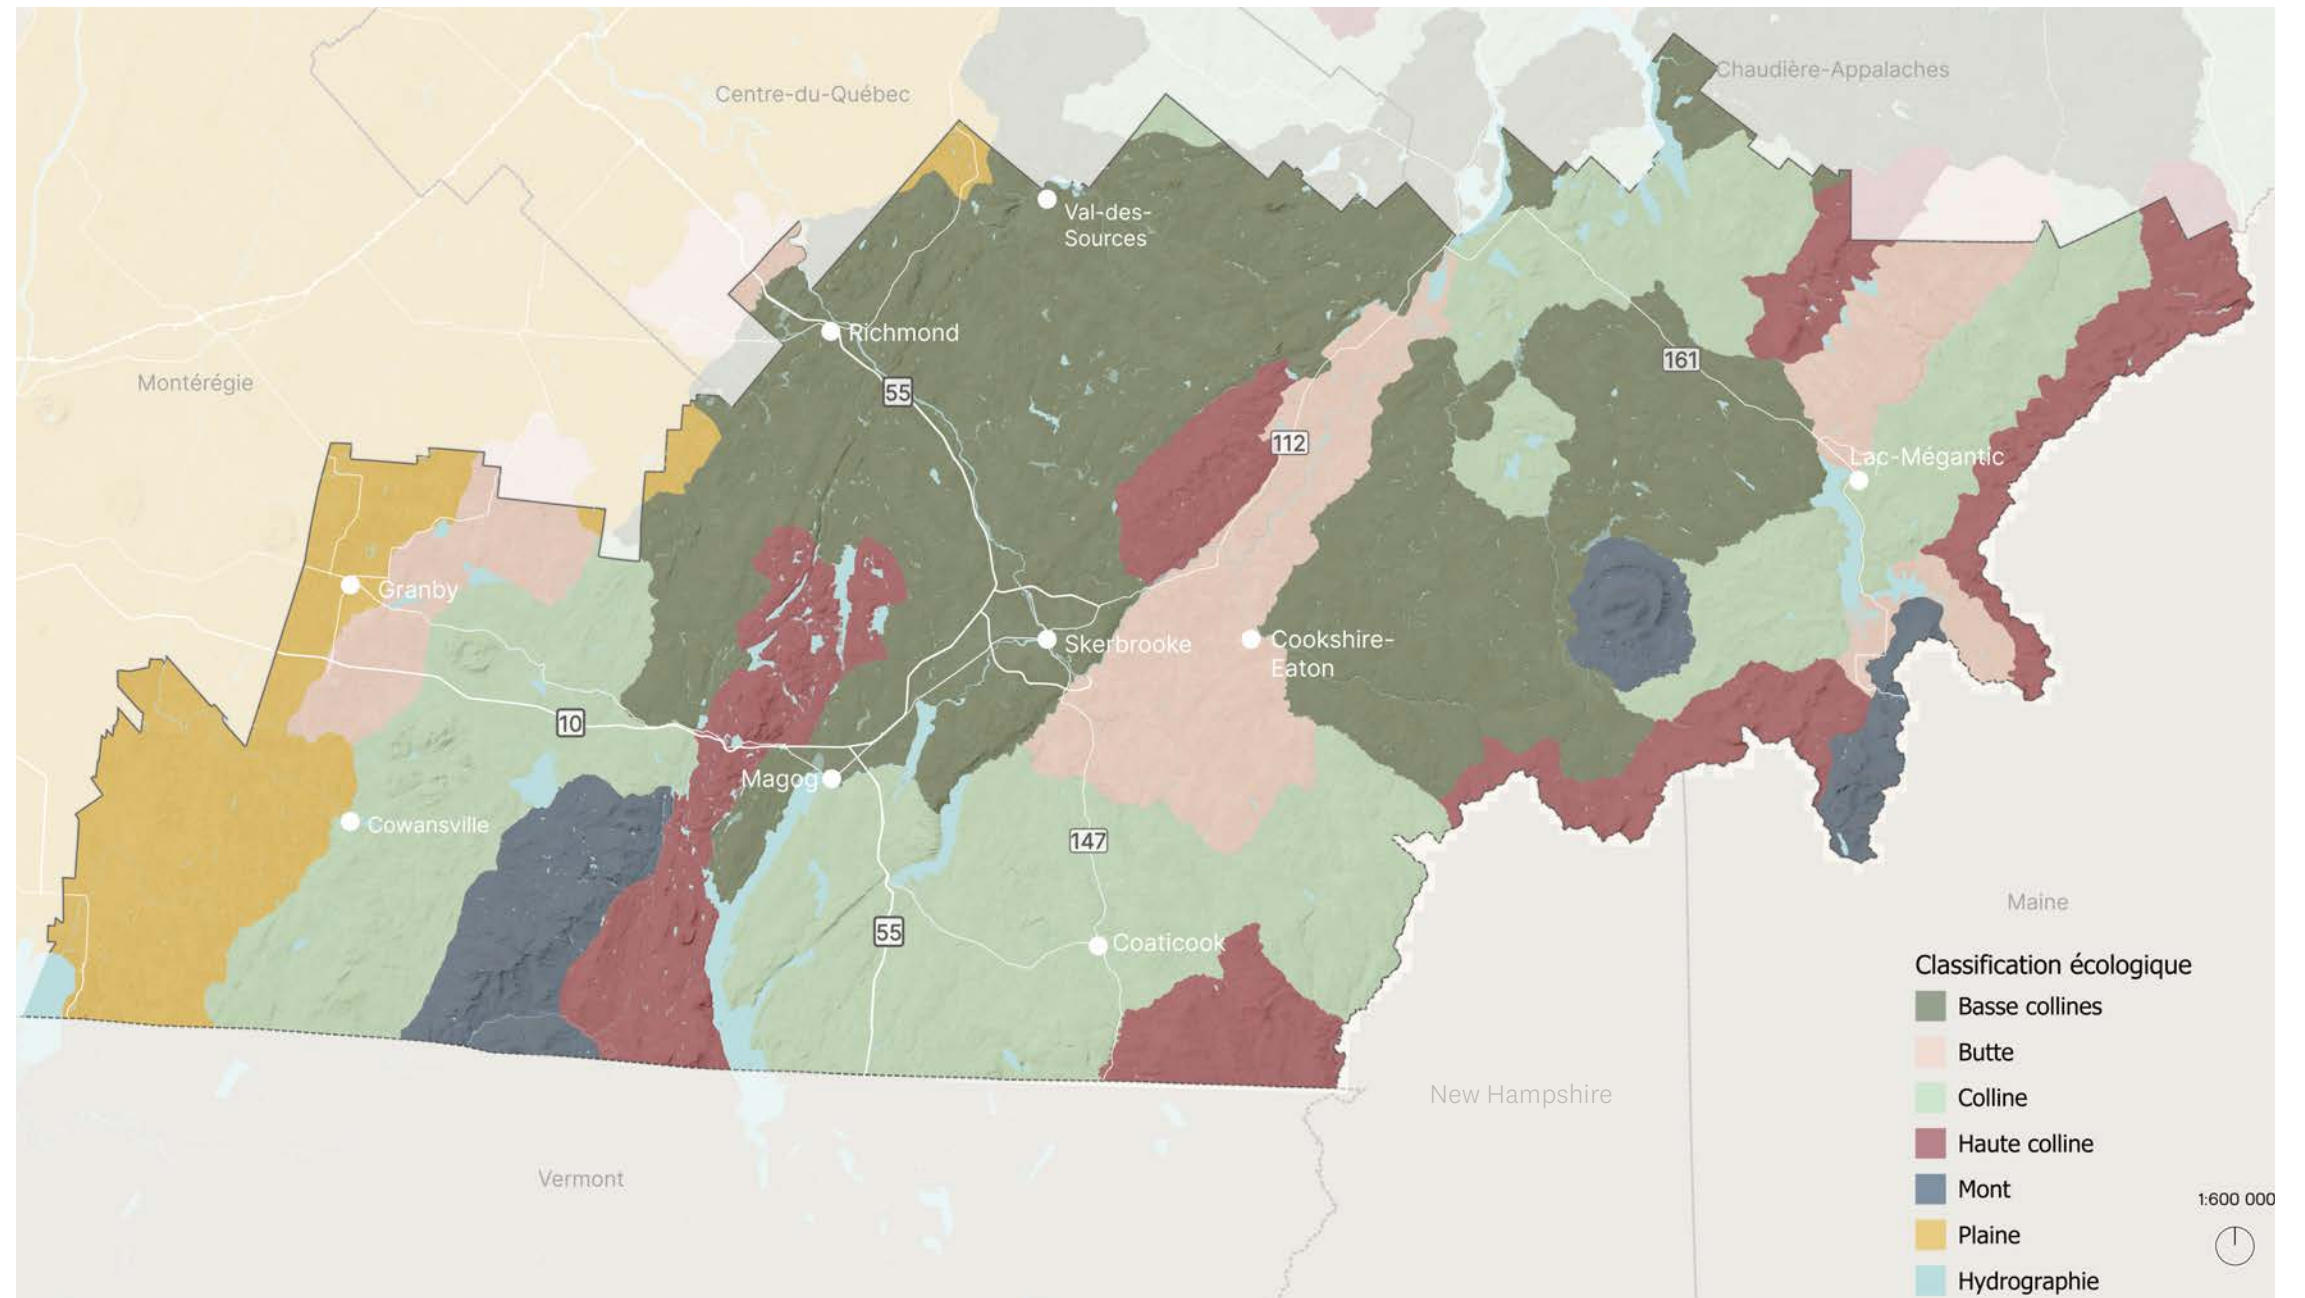 Chaudière-Appalaches
Centre-du-Québec
Val-des-
Sources
Richmond
161
Montérégie
55
112
Lac-Mégantic
Granby
Skerbrooke
Cookshire-
Eaton
10
Magog
Cowansville
147
55
Coaticook
Maine
New Hampshire
Vermont
Classification écologique
Basse collines
Butte
Colline
Haute colline
Mont
Plaine
Hydrographie
1:600 000